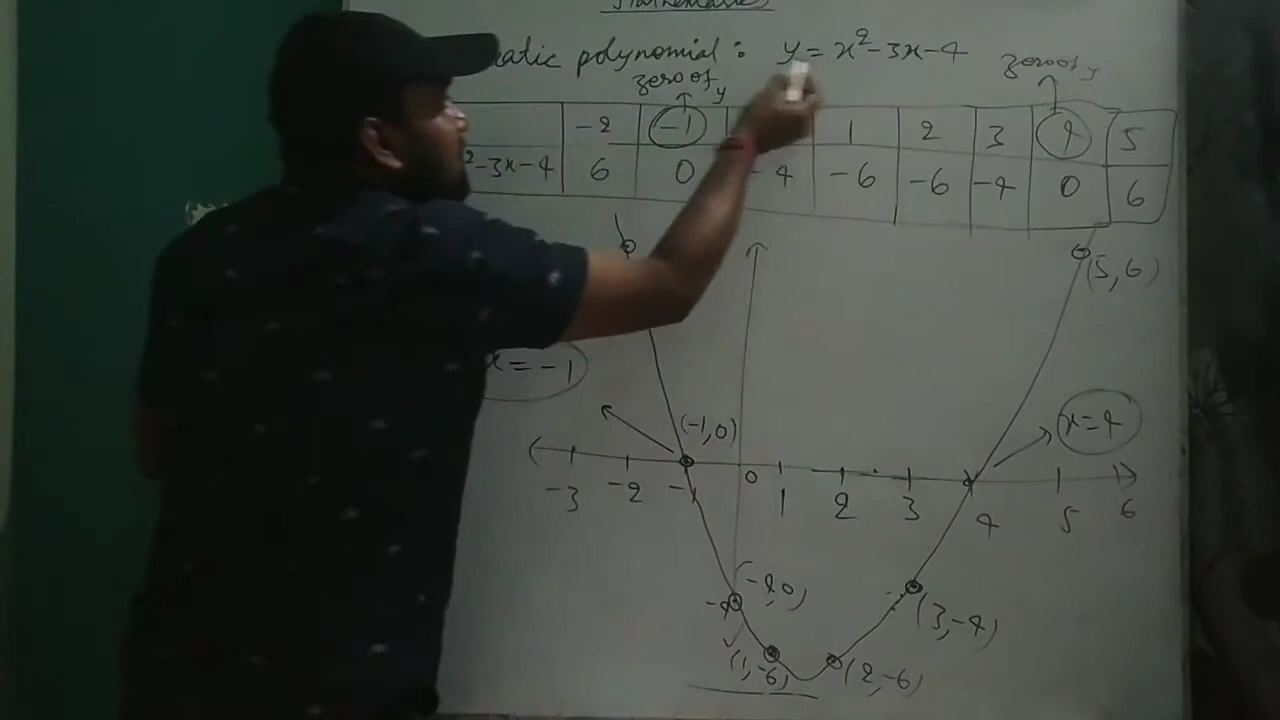 Mathematics
atic polynomial : y = x² - 3x - 4
zero of y
zero of y
-2 -1 1 2 3 4 5
²-3x-4 6 0 -4 -6 -6 -4 0 6
(5, 6)
x = -1
x = 4
(-1, 0)
-3 -2 -1 0 1 2 3 4 5 6
-4
(3, -4)
(1, -6)
(2, -6)